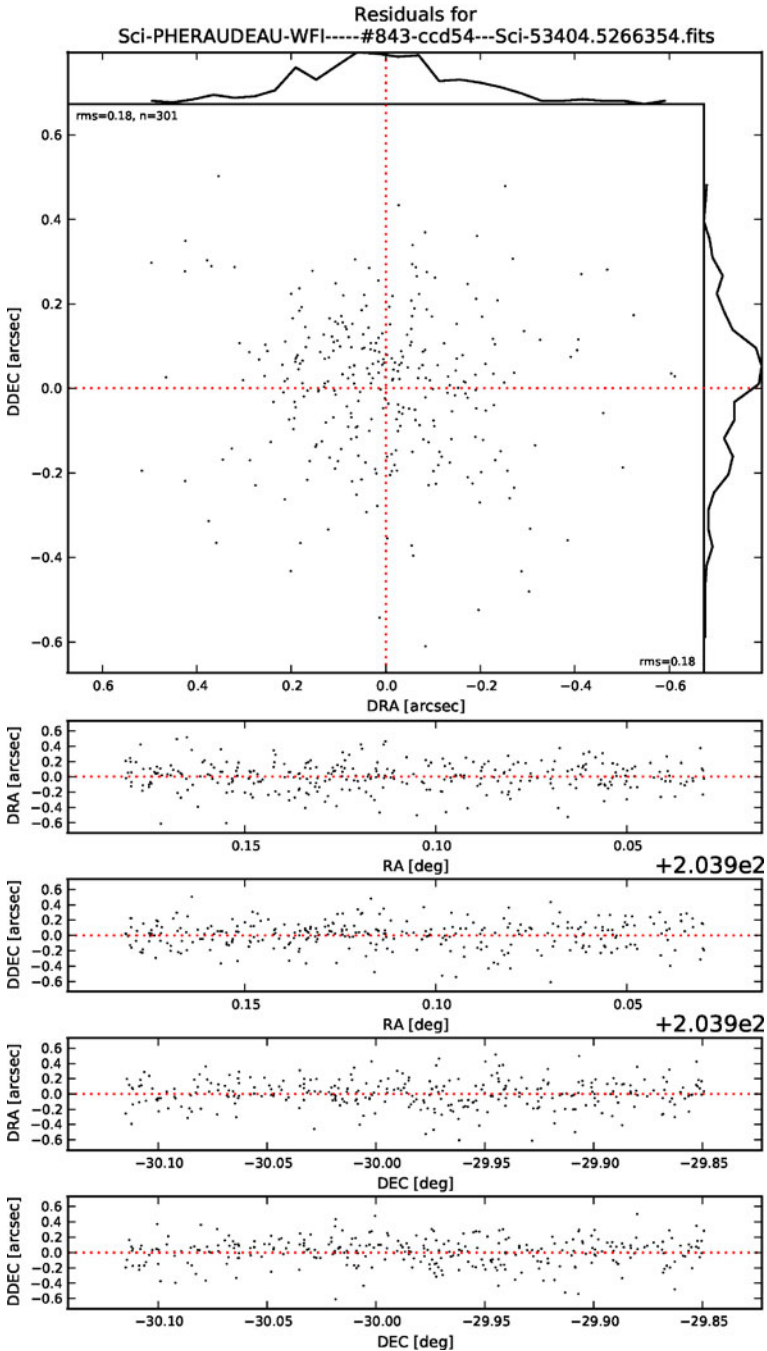 Residuals for
Sci-PHERAUDEAU-WFI-----#843-ccd54---Sci-53404.5266354.fits
rms=0.18, n=301
0.6
0.4
0.2
0.0
−0.2
−0.4
−0.6
DDEC [arcsec]
rms=0.18
0.6 0.4 0.2 0.0 −0.2 −0.4 −0.6
DRA [arcsec]
0.6
0.4
0.2
0.0
−0.2
−0.4
−0.6
DRA [arcsec]
0.15 0.10 0.05
RA [deg] +2.039e2
0.6
0.4
0.2
0.0
−0.2
−0.4
−0.6
DDEC [arcsec]
0.15 0.10 0.05
RA [deg] +2.039e2
0.6
0.4
0.2
0.0
−0.2
−0.4
−0.6
DRA [arcsec]
−30.10 −30.05 −30.00 −29.95 −29.90 −29.85
DEC [deg]
0.6
0.4
0.2
0.0
−0.2
−0.4
−0.6
DDEC [arcsec]
−30.10 −30.05 −30.00 −29.95 −29.90 −29.85
DEC [deg]